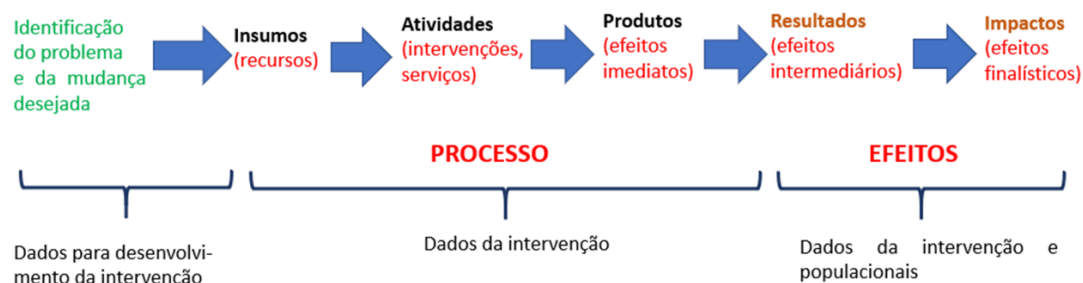 Identificação
do problema
e da mudança
desejada
Insumos
(recursos)
Atividades
(intervenções,
serviços)
Produtos
(efeitos
imediatos)
Resultados
(efeitos
intermediários)
Impactos
(efeitos
finalísticos)
PROCESSO
EFEITOS
Dados para desenvolvi-
mento da intervenção
Dados da intervenção
Dados da intervenção e
populacionais